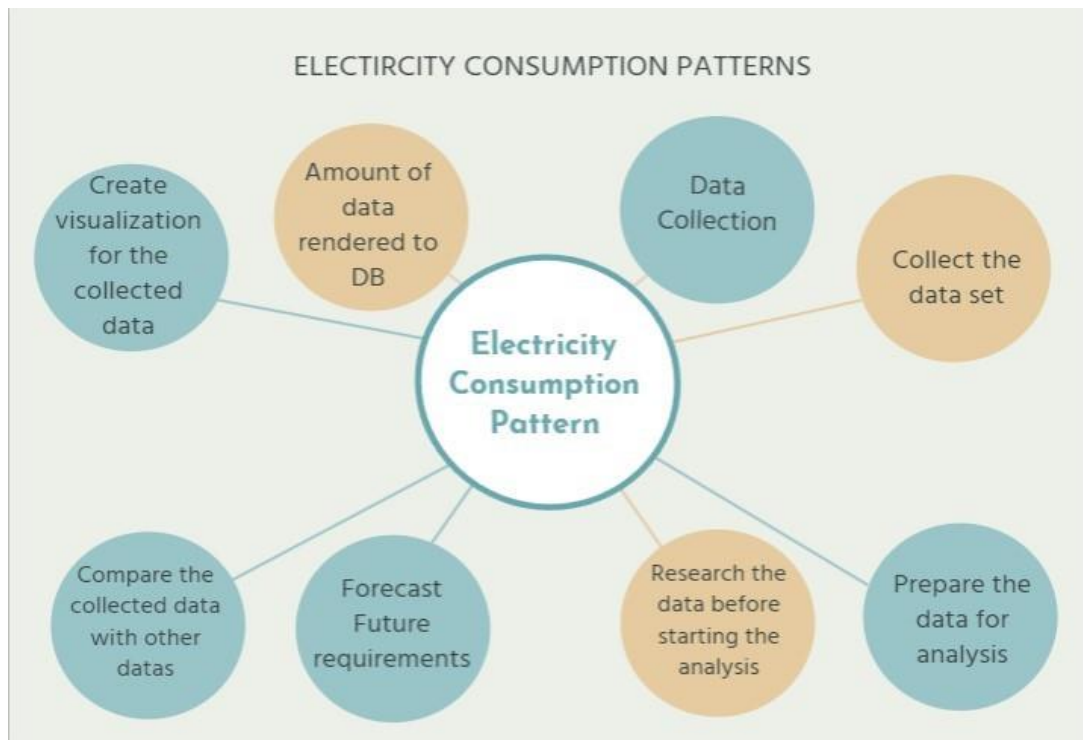 ELECTIRCITY CONSUMPTION PATTERNS
Create
visualization
for the
collected
data
Amount of
data
rendered to
DB
Data
Collection
Collect the
data set
Electricity
Consumption
Pattern
Compare the
collected data
with other
datas
Forecast
Future
requirements
Research the
data before
starting the
analysis
Prepare the
data for
analysis